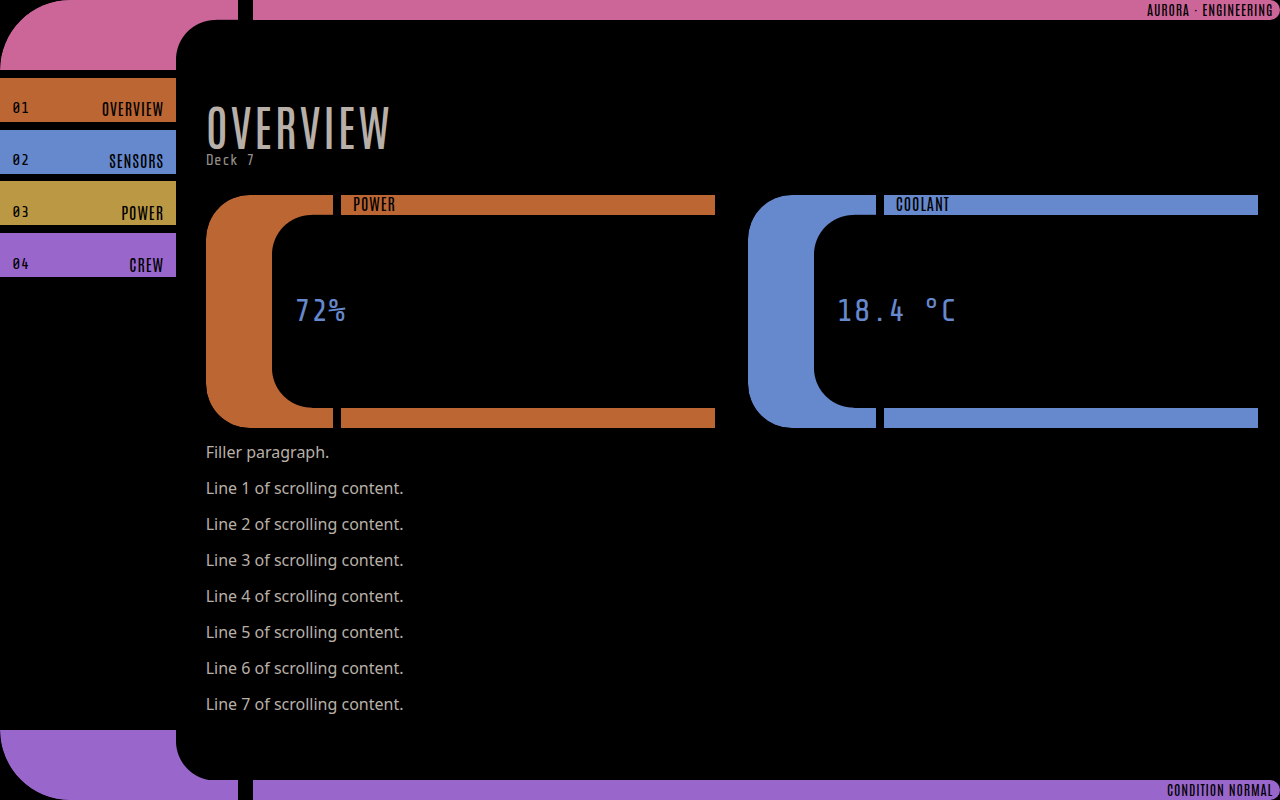 AURORA · ENGINEERING
01 OVERVIEW
02 SENSORS
03 POWER
04 CREW
OVERVIEW
Deck 7
POWER
72%
COOLANT
18.4 °C
Filler paragraph.
Line 1 of scrolling content.
Line 2 of scrolling content.
Line 3 of scrolling content.
Line 4 of scrolling content.
Line 5 of scrolling content.
Line 6 of scrolling content.
Line 7 of scrolling content.
CONDITION NORMAL